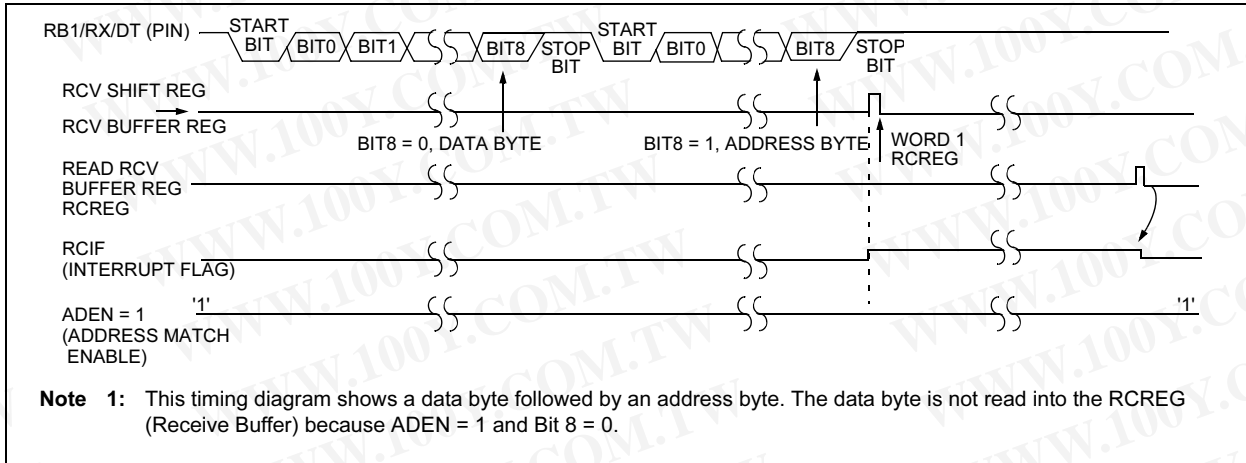 RB1/RX/DT (PIN)
START
BIT
BIT0
BIT1
BIT8
STOP
BIT
START
BIT
BIT0
BIT8
STOP
BIT
RCV SHIFT REG
RCV BUFFER REG
BIT8 = 0, DATA BYTE
BIT8 = 1, ADDRESS BYTE
WORD 1
RCREG
READ RCV
BUFFER REG
RCREG
RCIF
(INTERRUPT FLAG)
ADEN = 1
(ADDRESS MATCH
ENABLE)
'1'
'1'
Note 1: This timing diagram shows a data byte followed by an address byte. The data byte is not read into the RCREG
(Receive Buffer) because ADEN = 1 and Bit 8 = 0.
WWW.100Y.COM.TW